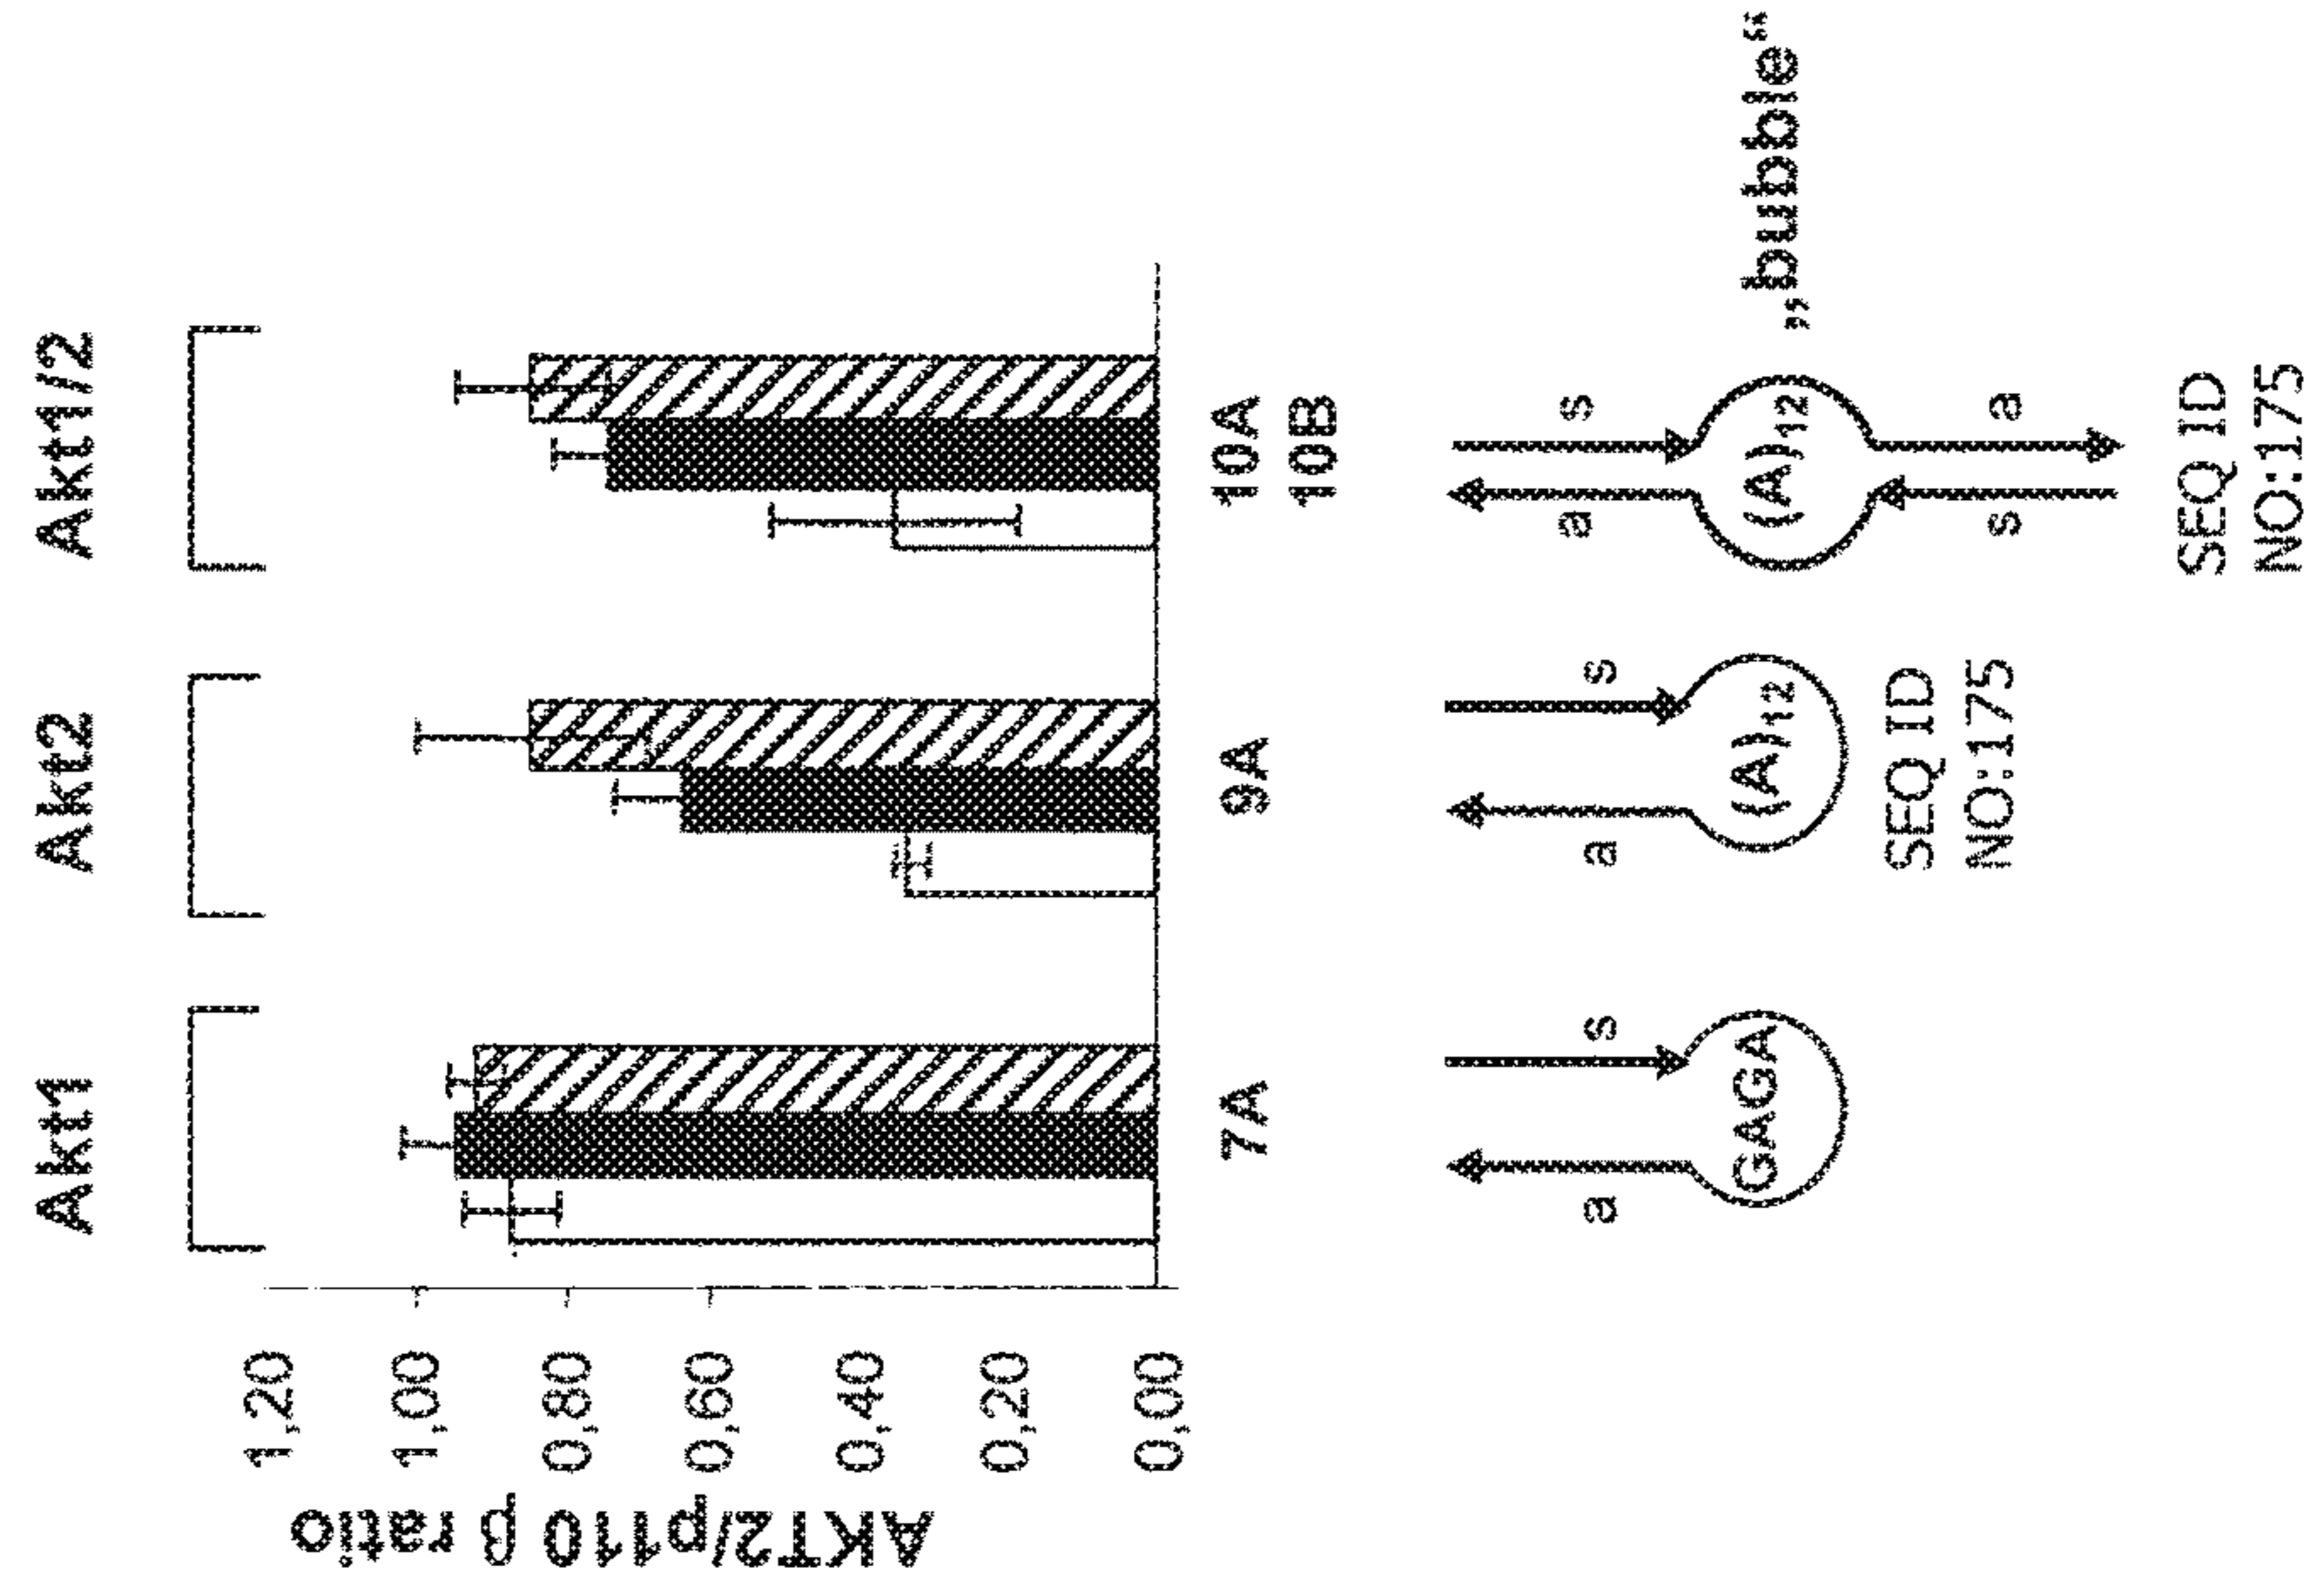 Akt1
Akt2
Akt1/2
AKT2/p110 β ratio
1,20
1,00
0,80
0,60
0,40
0,20
0,00
7A
9A
10A
10B
a
s
GAGA
a
s
(A)12
SEQ ID
NO:175
a
s
(A)12
„bubble“
s
a
SEQ ID
NO:175